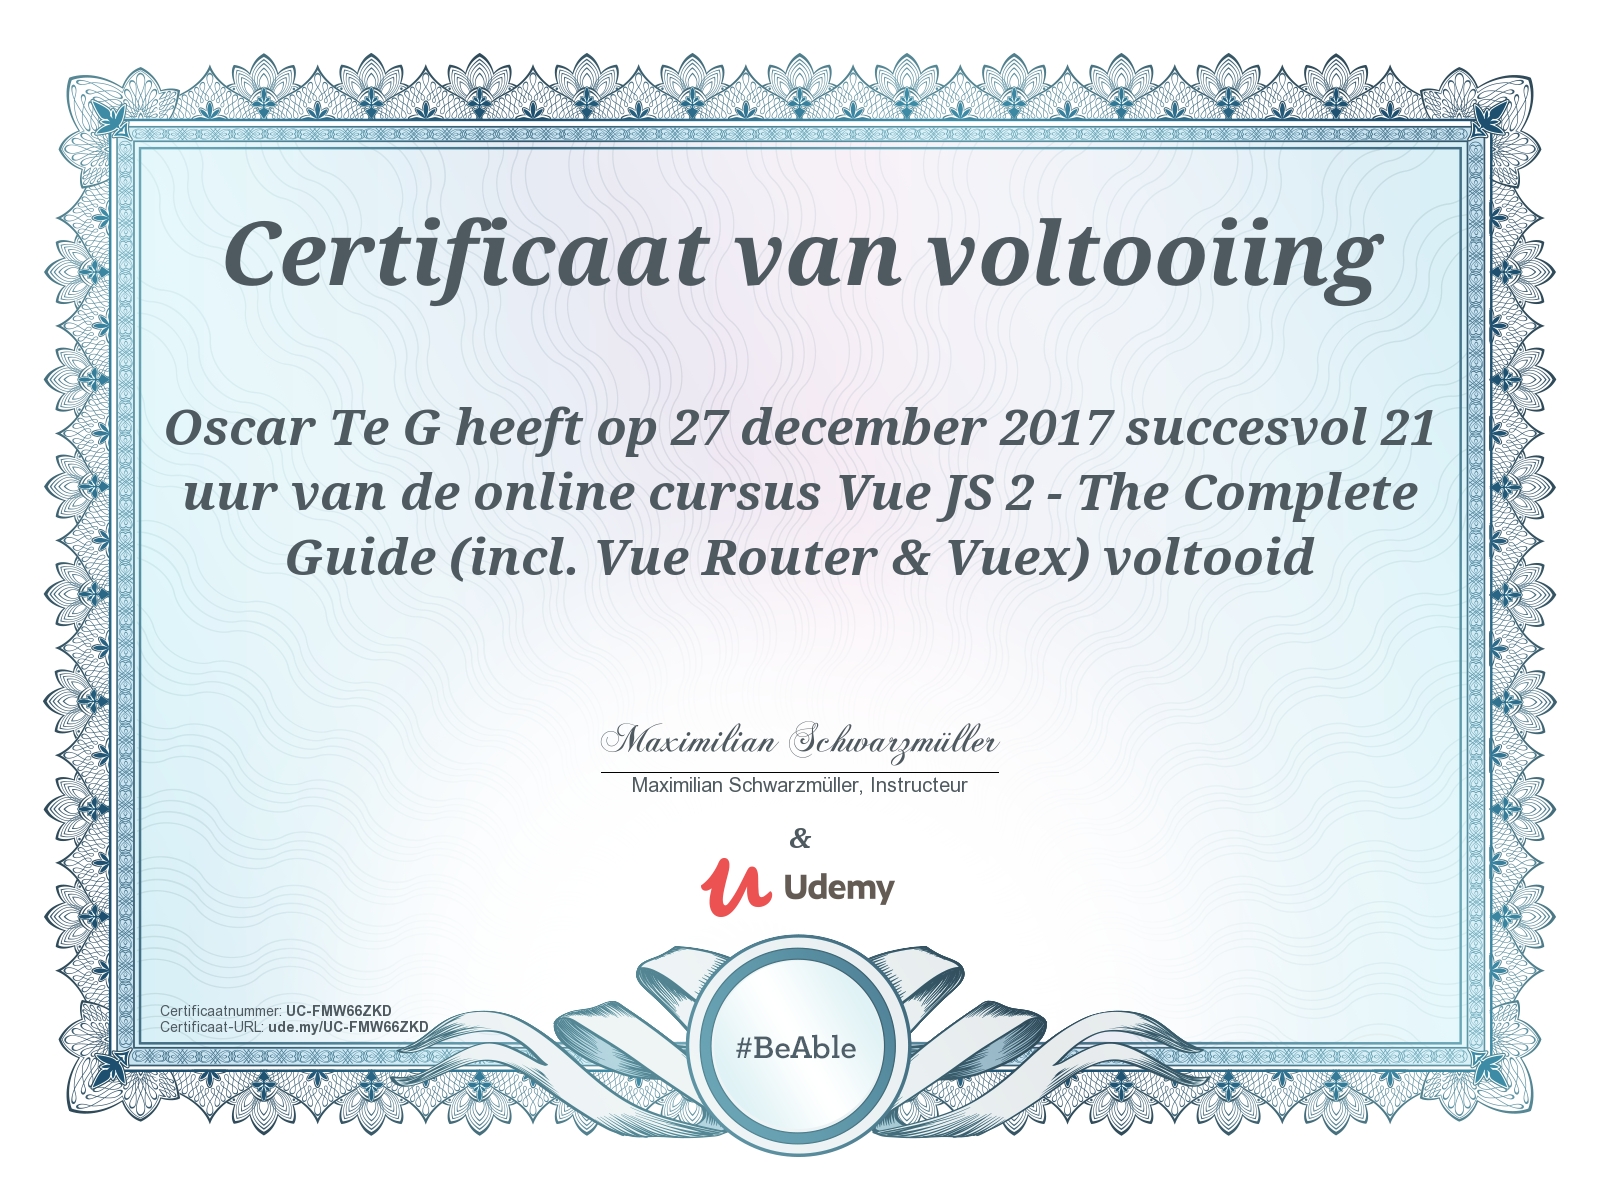 Certificaat van voltooiing
Oscar Te G heeft op 27 december 2017 succesvol 21
uur van de online cursus Vue JS 2 - The Complete
Guide (incl. Vue Router & Vuex) voltooid
Maximilian Schwarzmüller
Maximilian Schwarzmüller, Instructeur
&
Udemy
Certificaatnummer: UC-FMW66ZKD
Certificaat-URL: ude.my/UC-FMW66ZKD
#BeAble